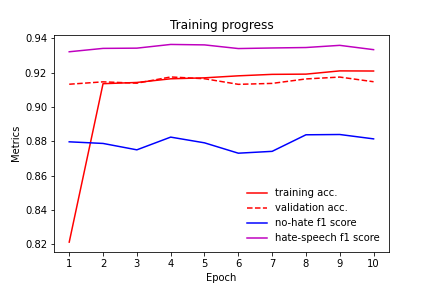 Training progress
Metrics
0.94
0.92
0.90
0.88
0.86
0.84
0.82
training acc.
validation acc.
no-hate f1 score
hate-speech f1 score
1 2 3 4 5 6 7 8 9 10
Epoch